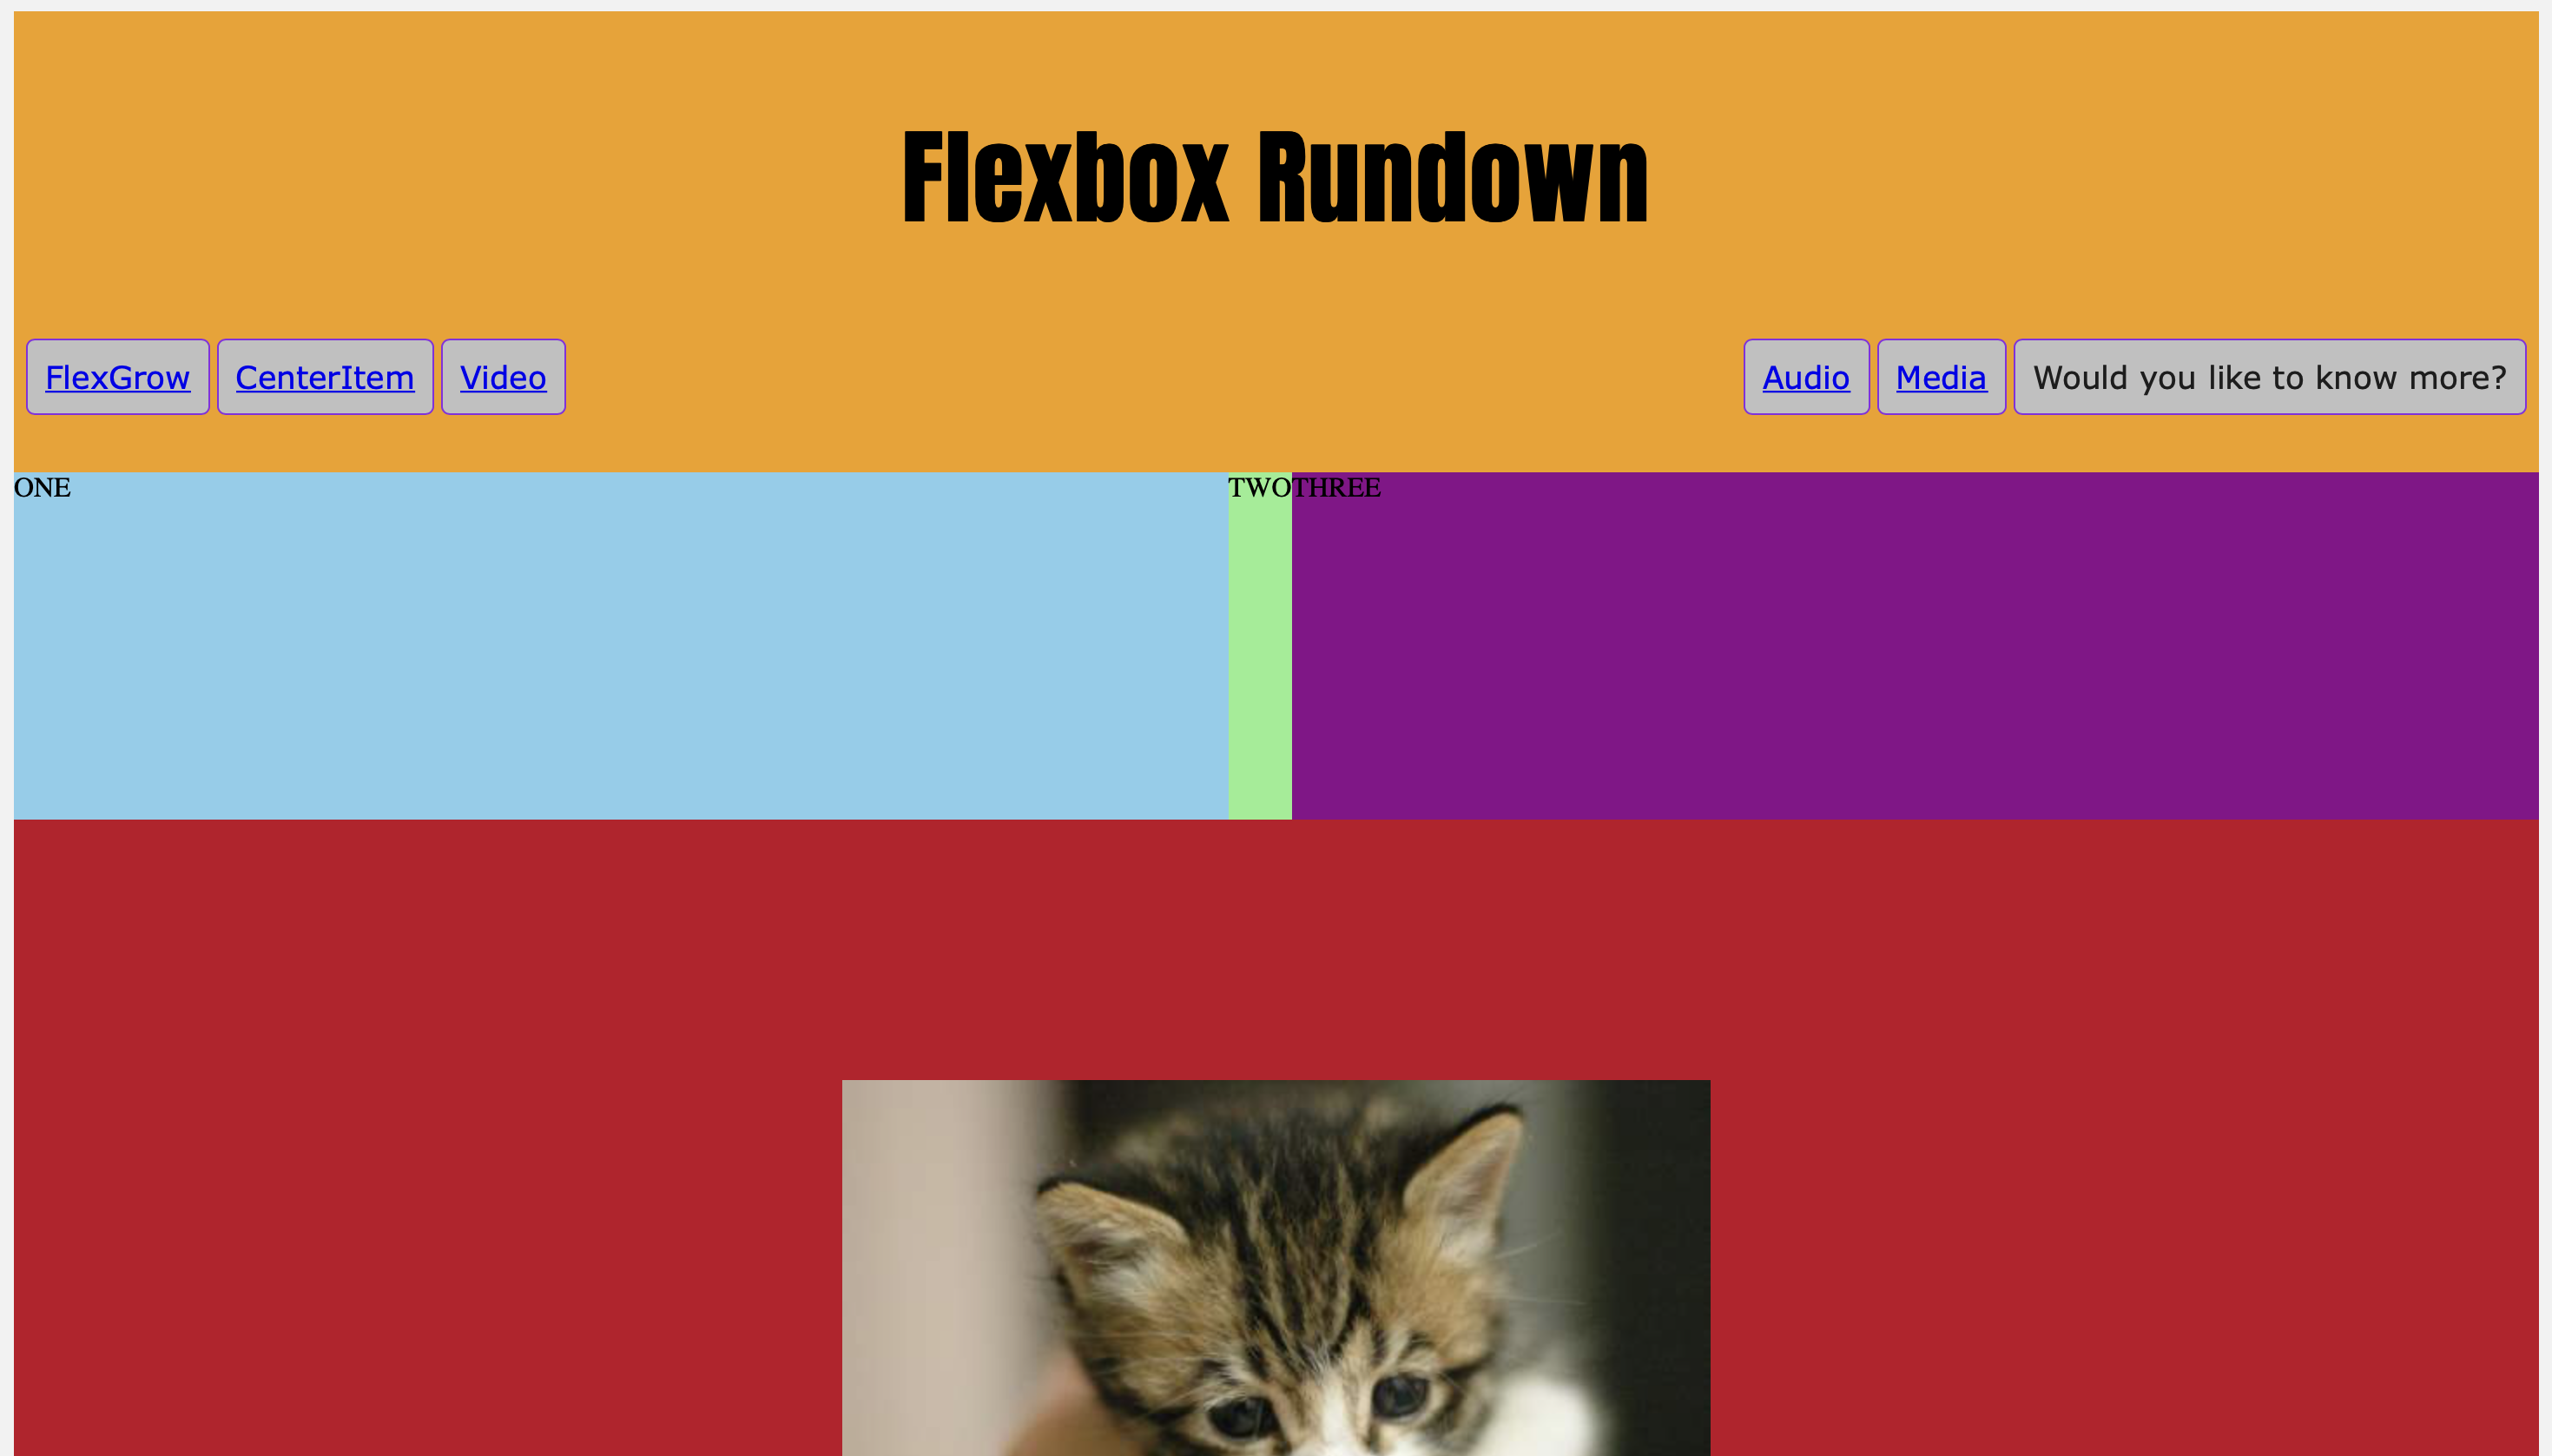 Flexbox Rundown
FlexGrow CenterItem Video Audio Media Would you like to know more?
ONE TWO THREE